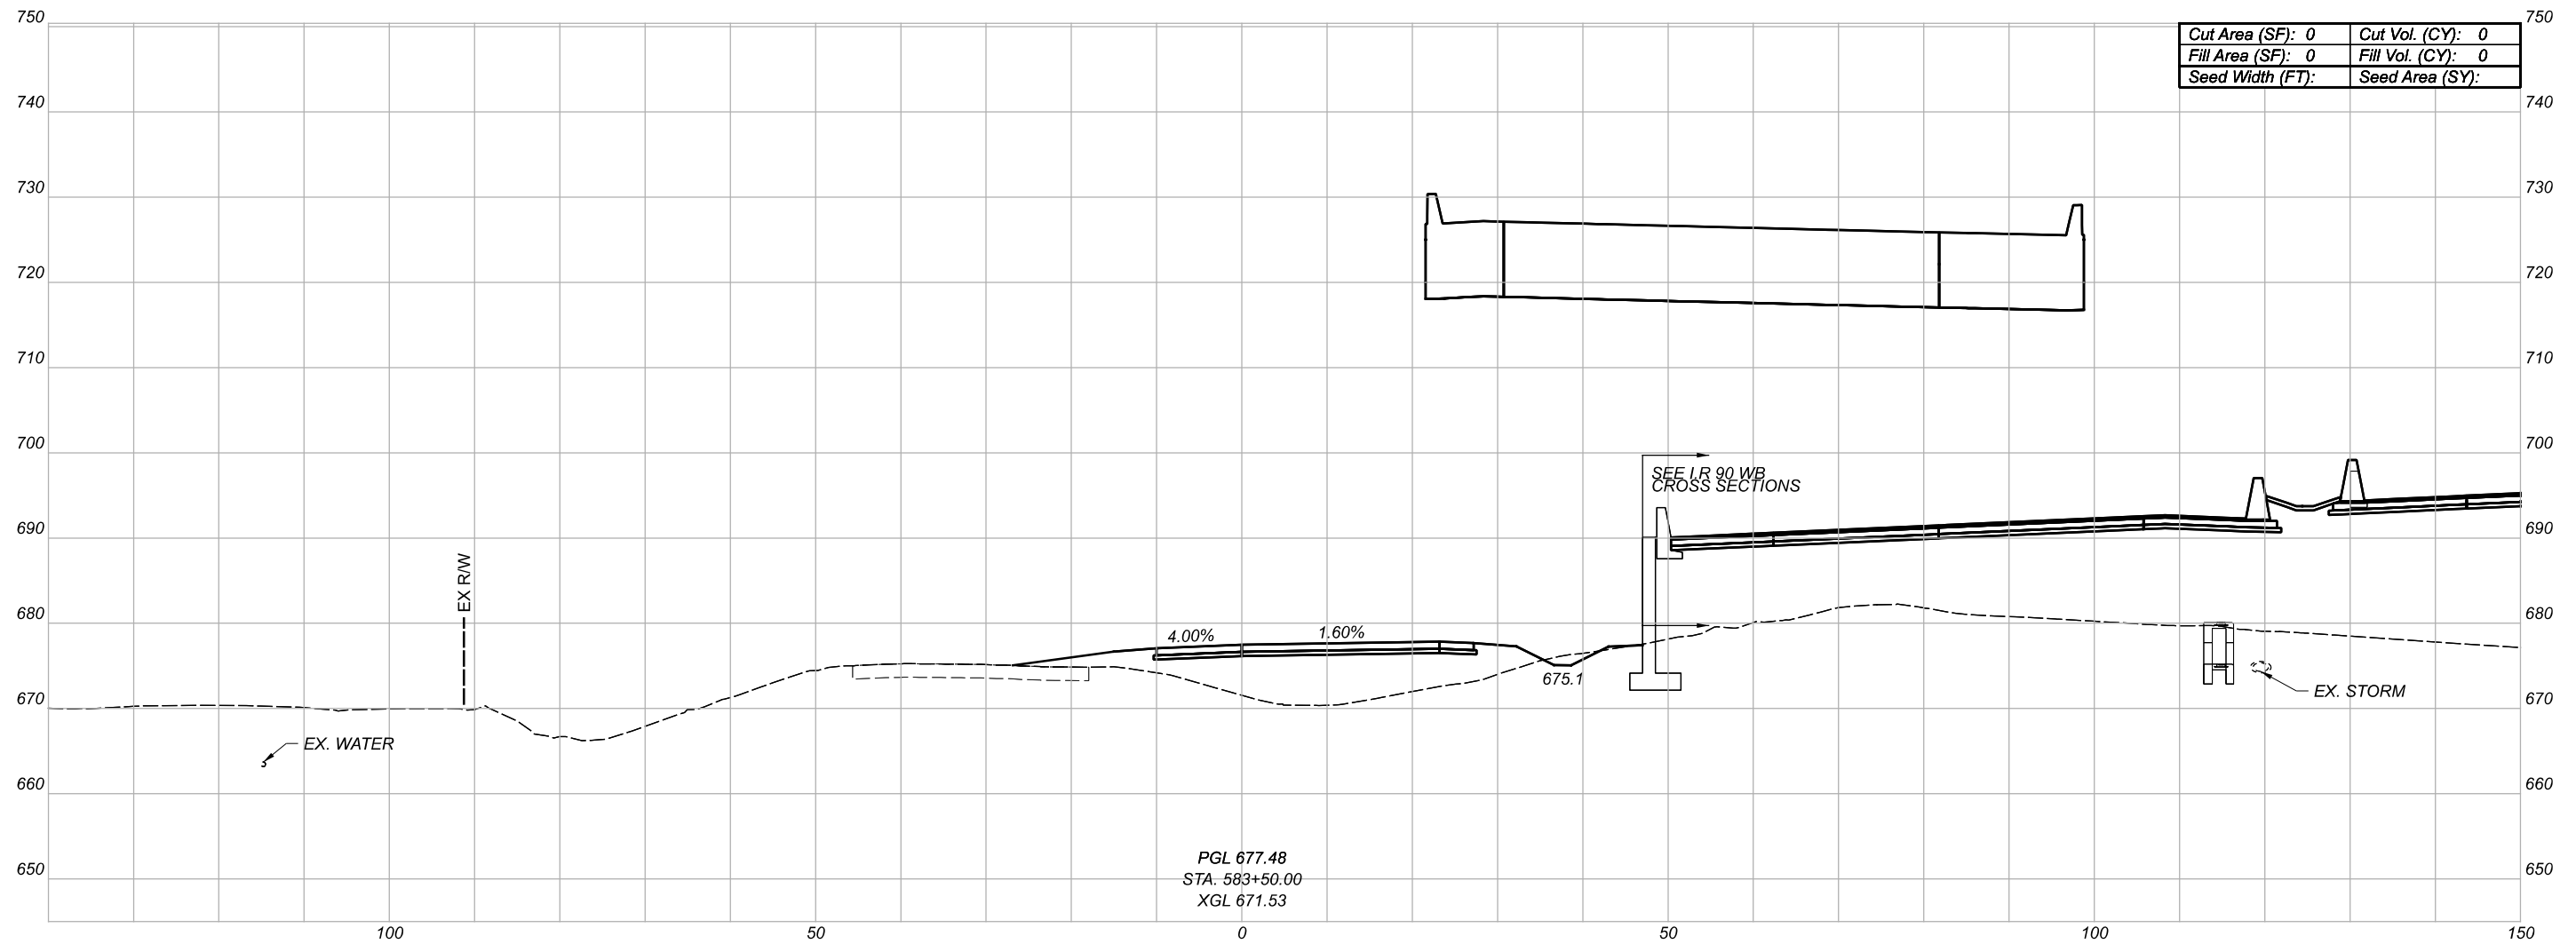 750
750
Cut Area (SF): 0
Cut Vol. (CY): 0
Fill Area (SF): 0
Fill Vol. (CY): 0
Seed Width (FT):
Seed Area (SY):
740
740
730
730
720
720
710
710
700
700
SEE I.R 90 WB
CROSS SECTIONS
690
690
EX R/W
680
680
4.00%
1.60%
675.1
670
670
EX. STORM
EX. WATER
660
660
PGL 677.48
650
STA. 583+50.00
650
XGL 671.53
100
50
0
50
100
150